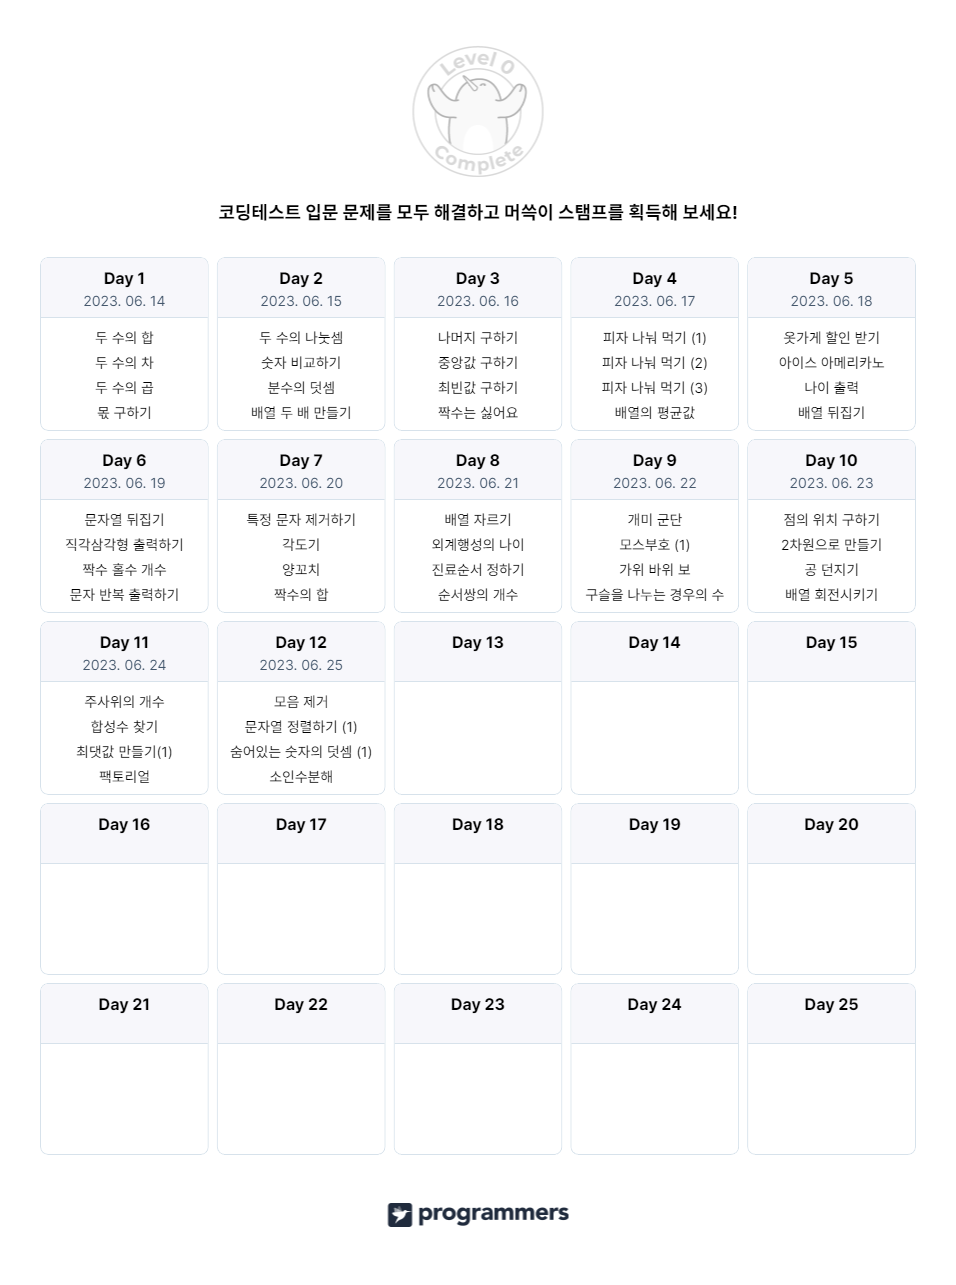 Level 0
Complete
코딩테스트 입문 문제를 모두 해결하고 머쓱이 스탬프를 획득해 보세요!
Day 1
2023. 06. 14
두 수의 합
두 수의 차
두 수의 곱
몫 구하기
Day 2
2023. 06. 15
두 수의 나눗셈
숫자 비교하기
분수의 덧셈
배열 두 배 만들기
Day 3
2023. 06. 16
나머지 구하기
중앙값 구하기
최빈값 구하기
짝수는 싫어요
Day 4
2023. 06. 17
피자 나눠 먹기 (1)
피자 나눠 먹기 (2)
피자 나눠 먹기 (3)
배열의 평균값
Day 5
2023. 06. 18
옷가게 할인 받기
아이스 아메리카노
나이 출력
배열 뒤집기
Day 6
2023. 06. 19
문자열 뒤집기
직각삼각형 출력하기
짝수 홀수 개수
문자 반복 출력하기
Day 7
2023. 06. 20
특정 문자 제거하기
각도기
양꼬치
짝수의 합
Day 8
2023. 06. 21
배열 자르기
외계행성의 나이
진료순서 정하기
순서쌍의 개수
Day 9
2023. 06. 22
개미 군단
모스부호 (1)
가위 바위 보
구슬을 나누는 경우의 수
Day 10
2023. 06. 23
점의 위치 구하기
2차원으로 만들기
공 던지기
배열 회전시키기
Day 11
2023. 06. 24
주사위의 개수
합성수 찾기
최댓값 만들기(1)
팩토리얼
Day 12
2023. 06. 25
모음 제거
문자열 정렬하기 (1)
숨어있는 숫자의 덧셈 (1)
소인수분해
Day 13
Day 14
Day 15
Day 16
Day 17
Day 18
Day 19
Day 20
Day 21
Day 22
Day 23
Day 24
Day 25
programmers